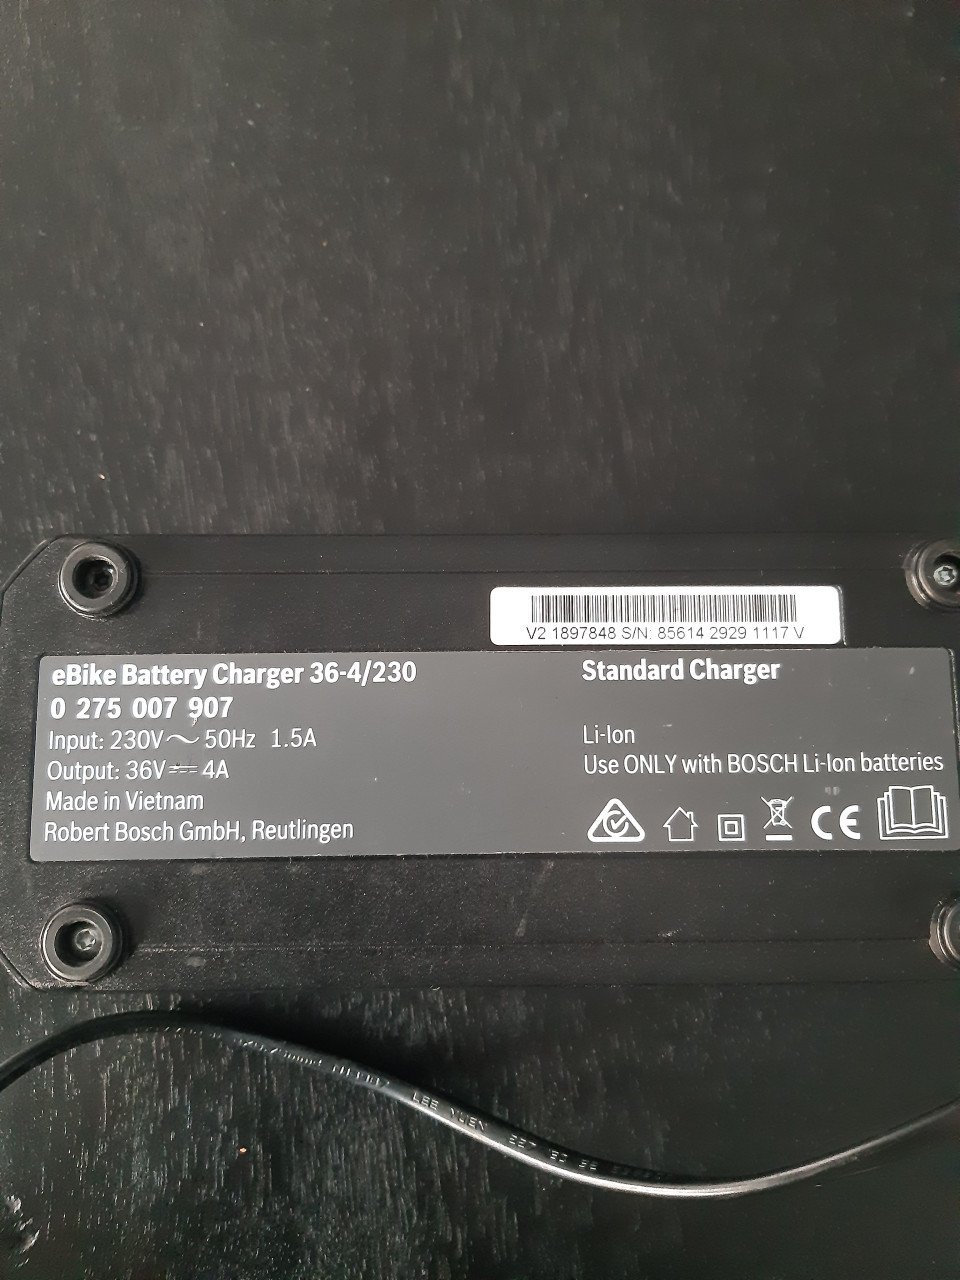 V2 1897848 S/N: 85614 2929 1117 V
eBike Battery Charger 36-4/230
0 275 007 907
Input: 230V~ 50Hz 1.5A
Output: 36V⎓ 4A
Made in Vietnam
Robert Bosch GmbH, Reutlingen
Standard Charger
Li-Ion
Use ONLY with BOSCH Li-Ion batteries
CE
LEE YUEN